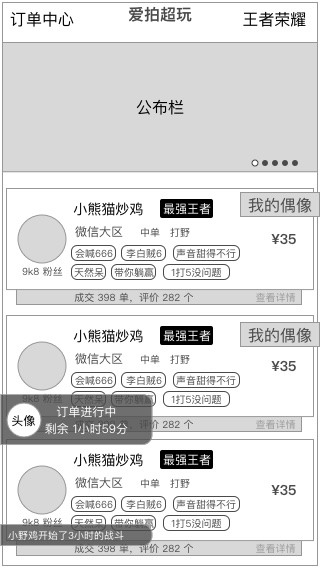 订单中心 爱拍超玩 王者荣耀
公布栏
我的偶像
小熊猫炒鸡 最强王者
微信大区 中单 打野
¥35
会喊666 李白贼6 声音甜得不行
9k8 粉丝 天然呆 带你躺赢 1打5没问题
成交 398 单，评价 282 个 查看详情
我的偶像
小熊猫炒鸡 最强王者
微信大区 中单 打野
¥35
会喊666 李白贼6 声音甜得不行
天然呆 带你躺赢 1打5没问题
头像 订单进行中
剩余 1小时59分
282 个 查看详情
小熊猫炒鸡 最强王者
微信大区 中单 打野
¥35
会喊666 李白贼6 声音甜得不行
9k8 粉丝 天然呆 带你躺赢 1打5没问题
小野鸡开始了3小时的战斗
成交 398 单，评价 282 个 查看详情